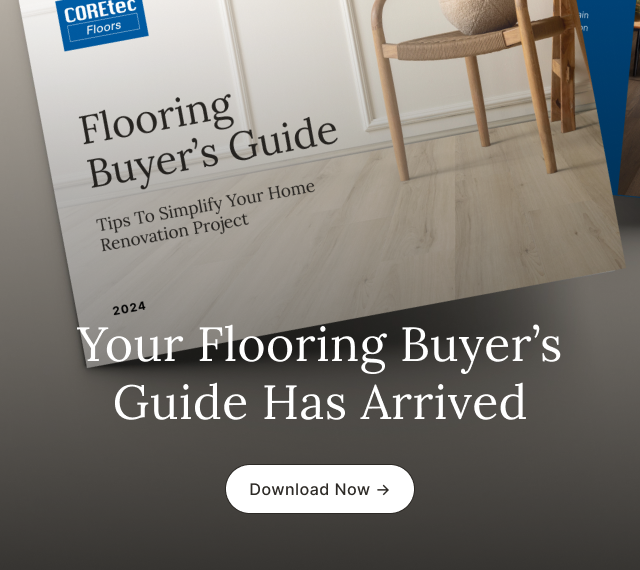 COREtec
Floors
Flooring
Buyer’s Guide
Tips To Simplify Your Home
Renovation Project
2024
Your Flooring Buyer’s
Guide Has Arrived
Download Now →